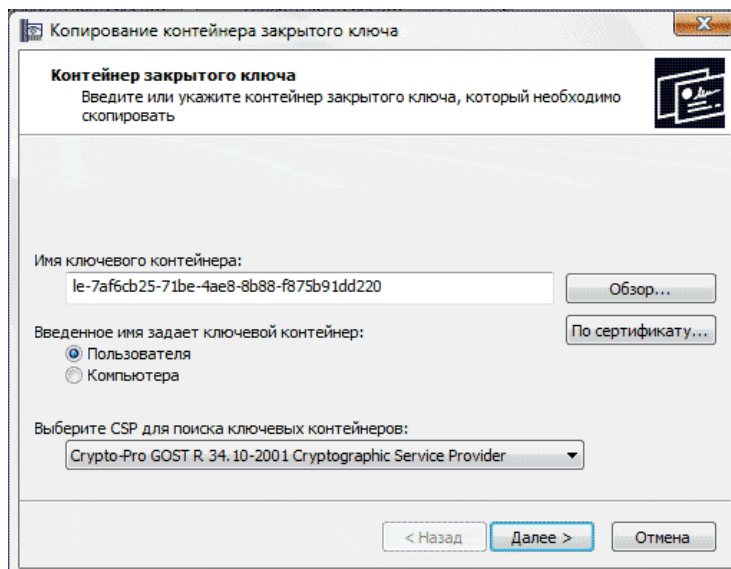 Копирование контейнера закрытого ключа
Контейнер закрытого ключа
Введите или укажите контейнер закрытого ключа, который необходимо
скопировать
Имя ключевого контейнера:
le-7af6cb25-71be-4ae8-8b88-f875b91dd220
Обзор...
Введенное имя задает ключевой контейнер:
По сертификату...
Пользователя
Компьютера
Выберите CSP для поиска ключевых контейнеров:
Crypto-Pro GOST R 34.10-2001 Cryptographic Service Provider
< Назад
Далее >
Отмена